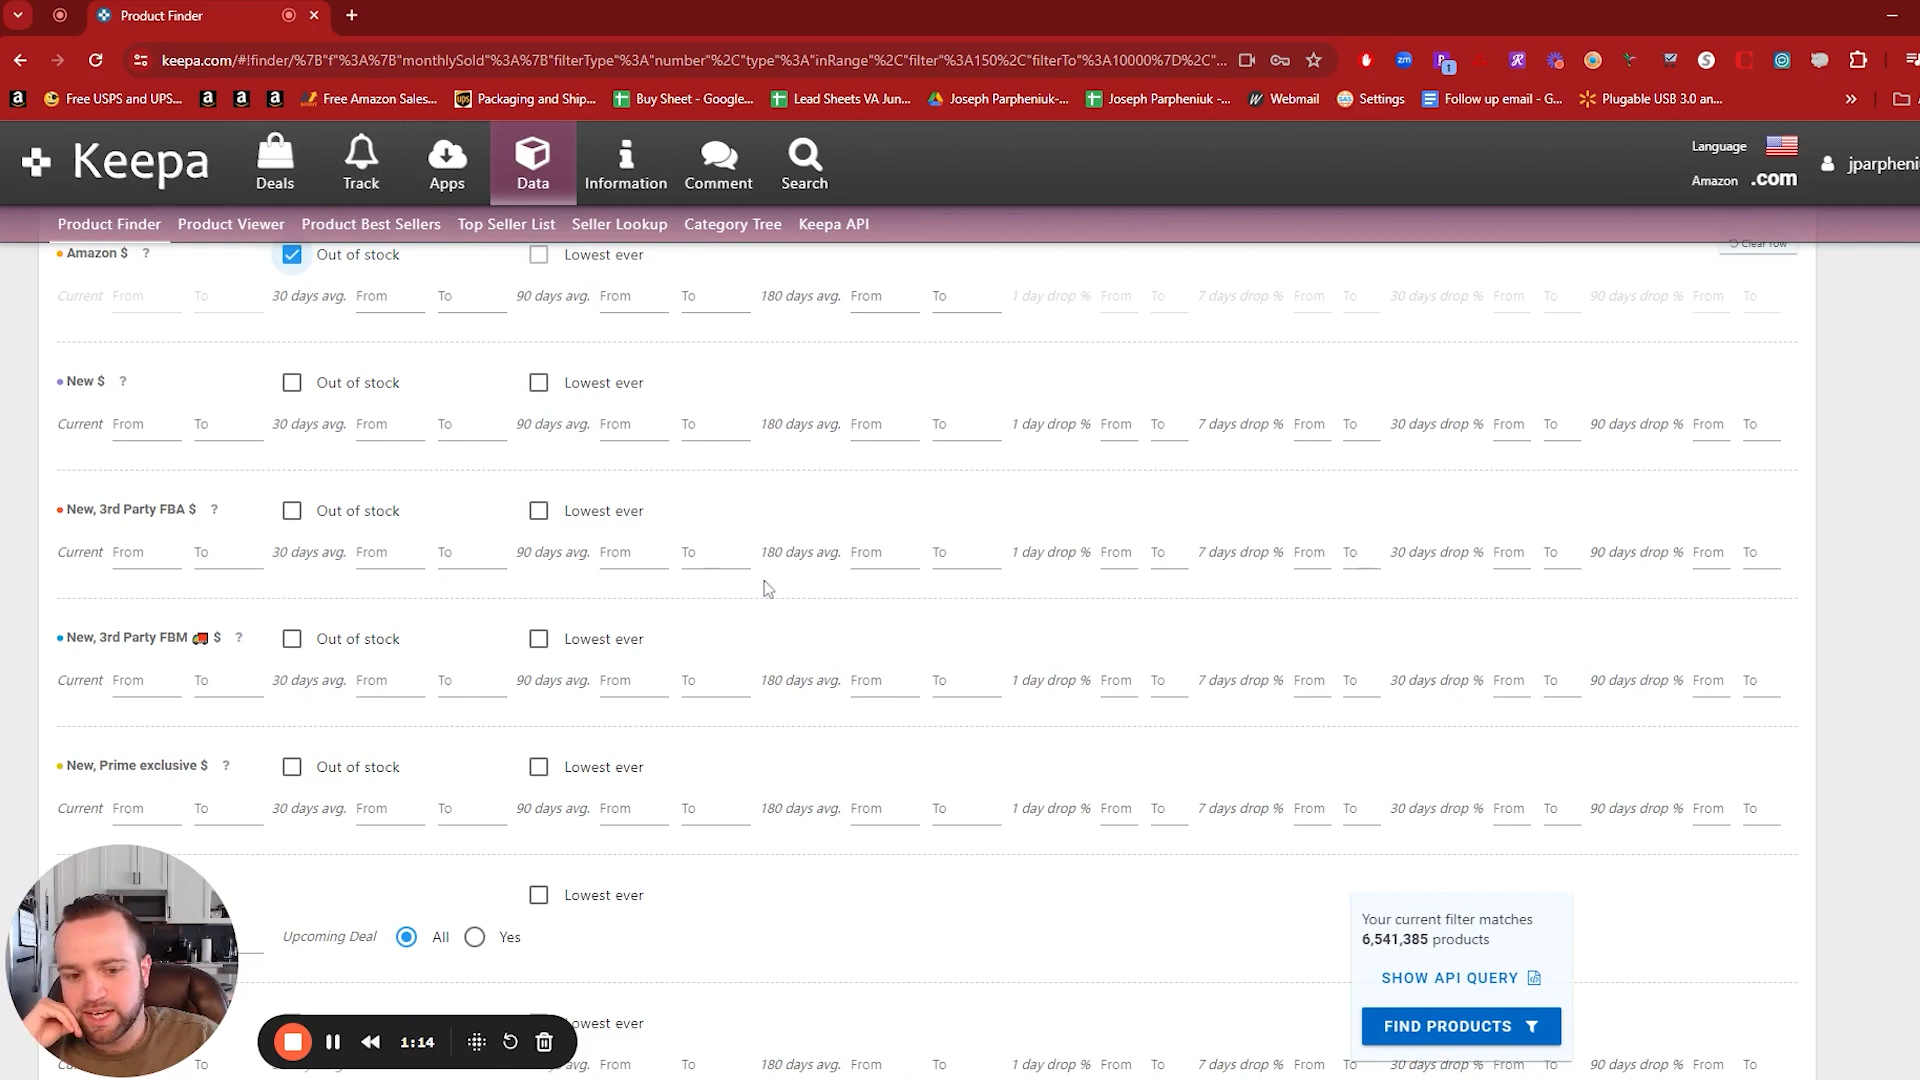 Product Finder
keepa.com/#!finder/%7B"f"%3A%7B"monthlySold"%3A%7B"filterType"%3A"number"%2C"type"%3A"inRange"%2C"filter"%3A150%2C"filterTo"%3A10000%7D%2C"...
Free USPS and UPS... Free Amazon Sales... Packaging and Ship... Buy Sheet - Google... Lead Sheets VA Jun... Joseph Parpheniuk-... Joseph Parpheniuk -... Webmail Settings Follow up email - G... Plugable USB 3.0 an...
Keepa Deals Track Apps Data Information Comment Search
Language
Amazon .com
jparpheniu
Product Finder Product Viewer Product Best Sellers Top Seller List Seller Lookup Category Tree Keepa API
Amazon $ ? Out of stock Lowest ever Clear row
Current From To 30 days avg. From To 90 days avg. From To 180 days avg. From To 1 day drop % From To 7 days drop % From To 30 days drop % From To 90 days drop % From To
New $ ? Out of stock Lowest ever
Current From To 30 days avg. From To 90 days avg. From To 180 days avg. From To 1 day drop % From To 7 days drop % From To 30 days drop % From To 90 days drop % From To
New, 3rd Party FBA $ ? Out of stock Lowest ever
Current From To 30 days avg. From To 90 days avg. From To 180 days avg. From To 1 day drop % From To 7 days drop % From To 30 days drop % From To 90 days drop % From To
New, 3rd Party FBM 🚚 $ ? Out of stock Lowest ever
Current From To 30 days avg. From To 90 days avg. From To 180 days avg. From To 1 day drop % From To 7 days drop % From To 30 days drop % From To 90 days drop % From To
New, Prime exclusive $ ? Out of stock Lowest ever
Current From To 30 days avg. From To 90 days avg. From To 180 days avg. From To 1 day drop % From To 7 days drop % From To 30 days drop % From To 90 days drop % From To
Lowest ever
Upcoming Deal All Yes
Your current filter matches
6,541,385 products
SHOW API QUERY
FIND PRODUCTS
1:14
avg. From To 180 days avg. From To 1 day drop % From To 7 days drop % From To 30 days drop % From To 90 days drop % From To